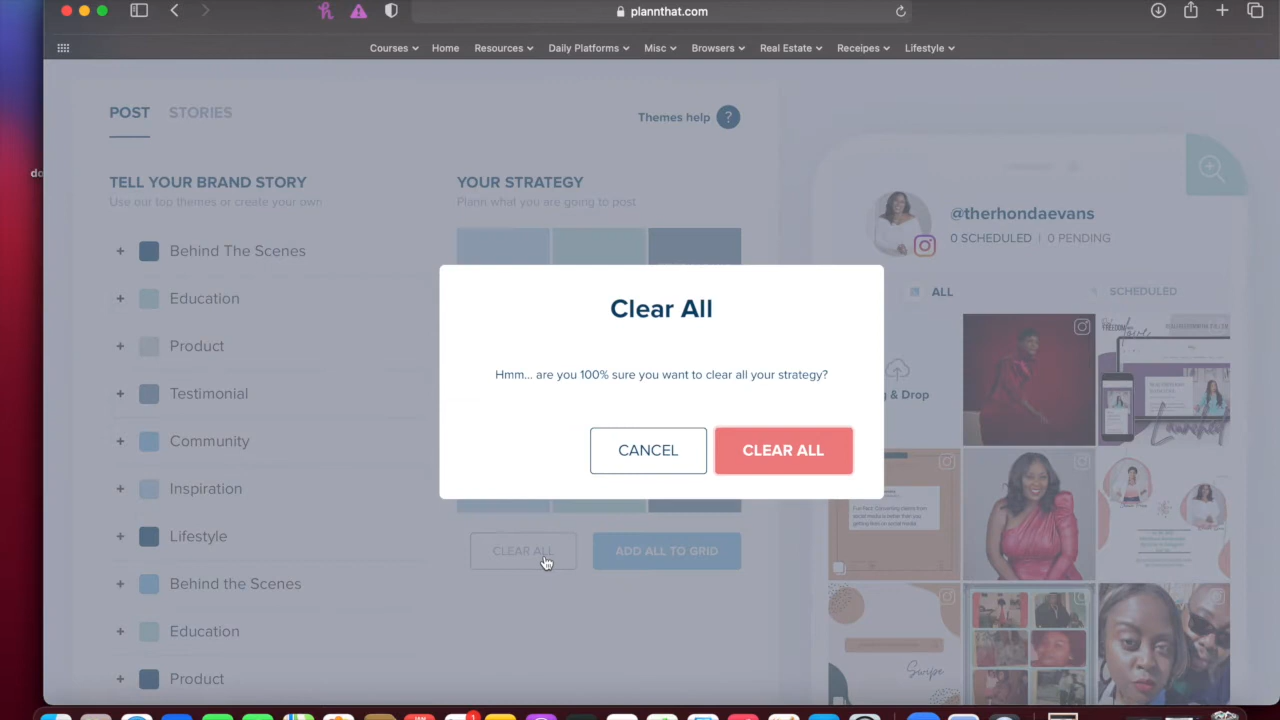 plannthat.com
Courses Home Resources Daily Platforms Misc Browsers Real Estate Receipes Lifestyle
do
POST STORIES
Themes help ?
TELL YOUR BRAND STORY
Use our top themes or create your own
YOUR STRATEGY
Plann what you are going to post
+ Behind The Scenes
+ Education
+ Product
+ Testimonial
+ Community
+ Inspiration
+ Lifestyle
+ Behind the Scenes
+ Education
+ Product
Clear All
Hmm... are you 100% sure you want to clear all your strategy?
CANCEL CLEAR ALL
CLEAR ALL ADD ALL TO GRID
@therhondaevans
0 SCHEDULED | 0 PENDING
ALL SCHEDULED
g & Drop
Swipe